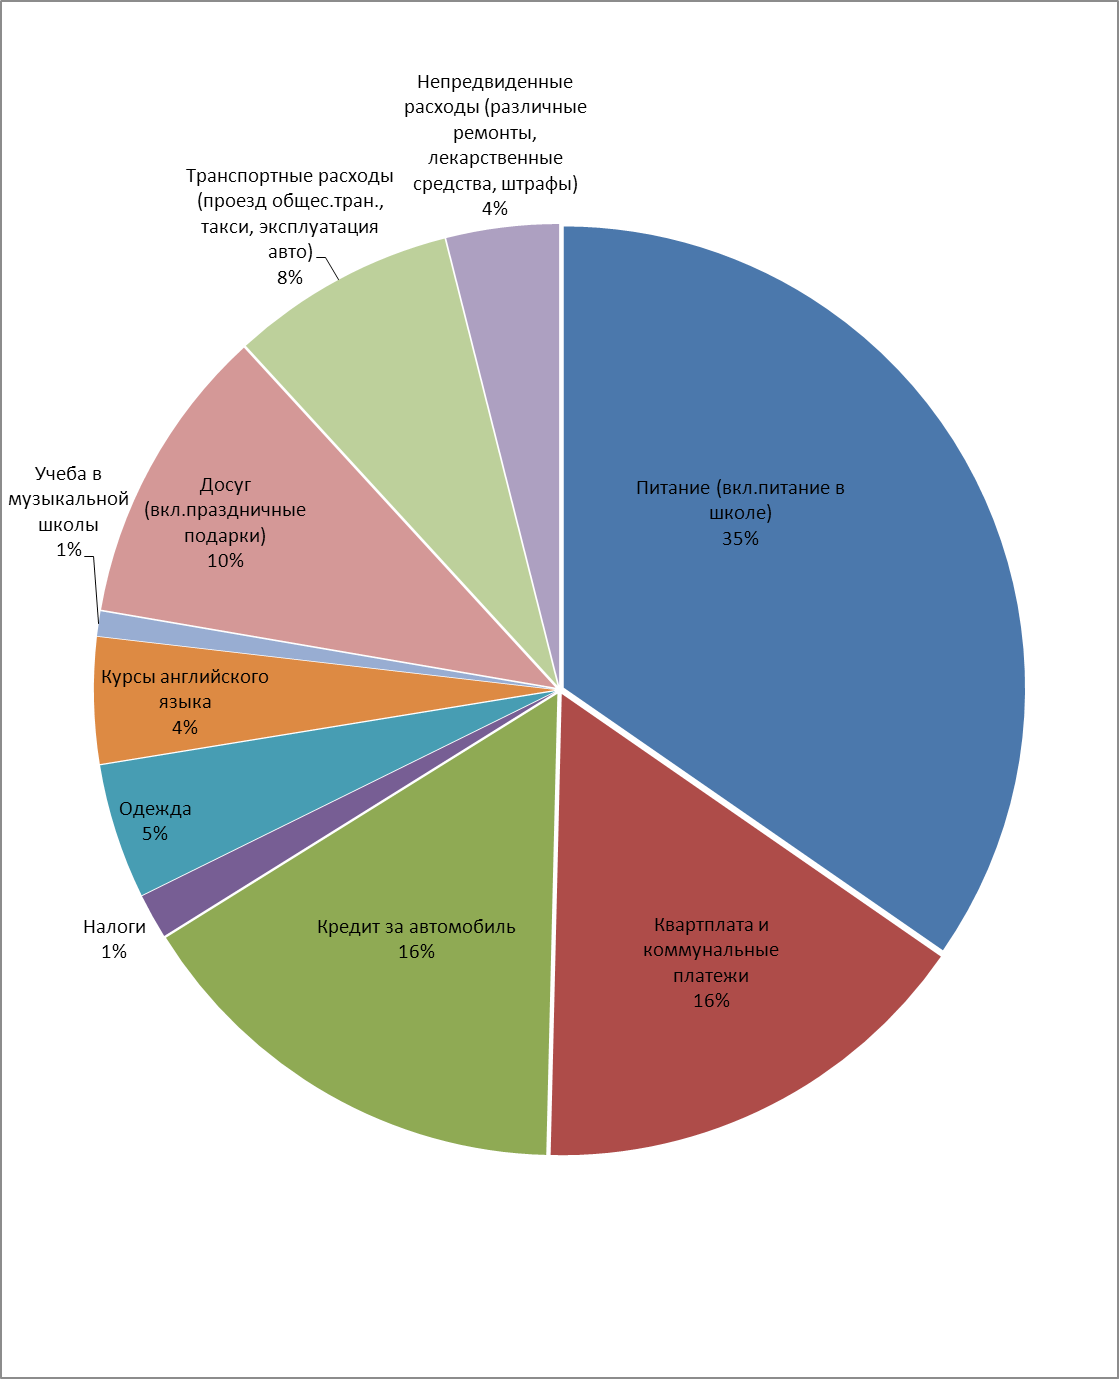 Непредвиденные
расходы (различные
ремонты,
лекарственные
средства, штрафы)
4%
Транспортные расходы
(проезд общес.тран.,
такси, эксплуатация
авто)
8%
Питание (вкл.питание в
школе)
35%
Учеба в
музыкальной
школы
1%
Досуг
(вкл.праздничные
подарки)
10%
Курсы английского
языка
4%
Одежда
5%
Налоги
1%
Кредит за автомобиль
16%
Квартплата и
коммунальные
платежи
16%